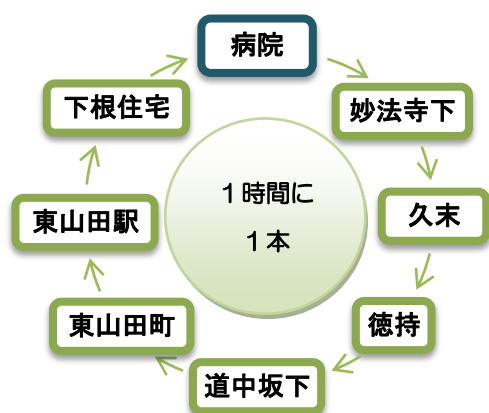 病院
妙法寺下
久末
徳持
道中坂下
東山田町
東山田駅
下根住宅
１時間に
１本